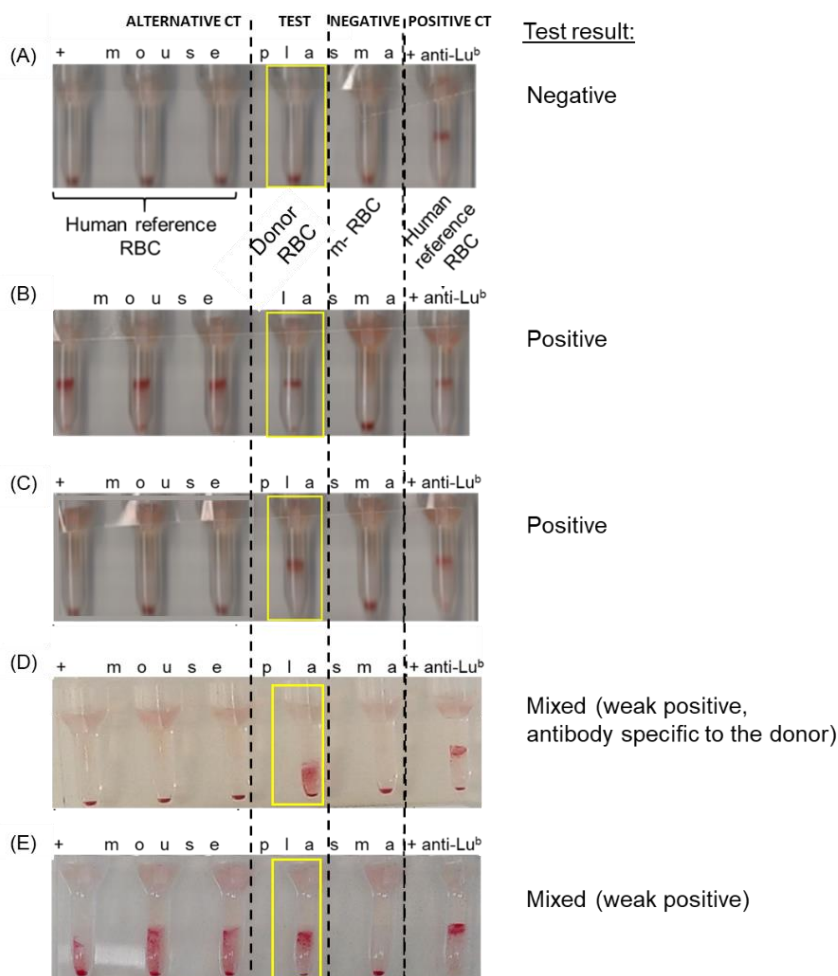 ALTERNATIVE CT TEST NEGATIVE POSITIVE CT
Test result:
(A) + m o u s e p l a s m a + anti-Luᵇ
Negative
Human reference RBC
Donor RBC
m- RBC
Human reference RBC
(B) m o u s e l a s m a + anti-Luᵇ
Positive
(C) + m o u s e p l a s m a + anti-Luᵇ
Positive
(D) + m o u s e p l a s m a + anti-Luᵇ
Mixed (weak positive,
antibody specific to the donor)
(E) + m o u s e p l a s m a + anti-Luᵇ
Mixed (weak positive)